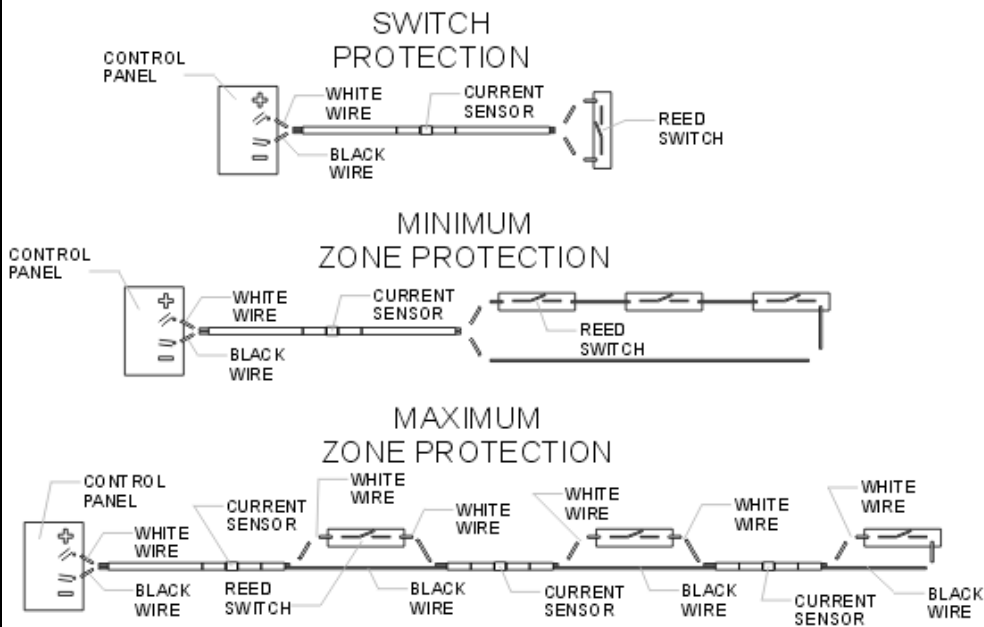 SWITCH
PROTECTION
CONTROL
PANEL
WHITE
WIRE
CURRENT
SENSOR
REED
SWITCH
BLACK
WIRE
MINIMUM
ZONE PROTECTION
CONTROL
PANEL
WHITE
WIRE
CURRENT
SENSOR
REED
SWITCH
BLACK
WIRE
MAXIMUM
ZONE PROTECTION
CONTROL
PANEL
WHITE
WIRE
CURRENT
SENSOR
WHITE
WIRE
WHITE
WIRE
WHITE
WIRE
WHITE
WIRE
WHITE
WIRE
BLACK
WIRE
REED
SWITCH
BLACK
WIRE
CURRENT
SENSOR
BLACK
WIRE
CURRENT
SENSOR
BLACK
WIRE